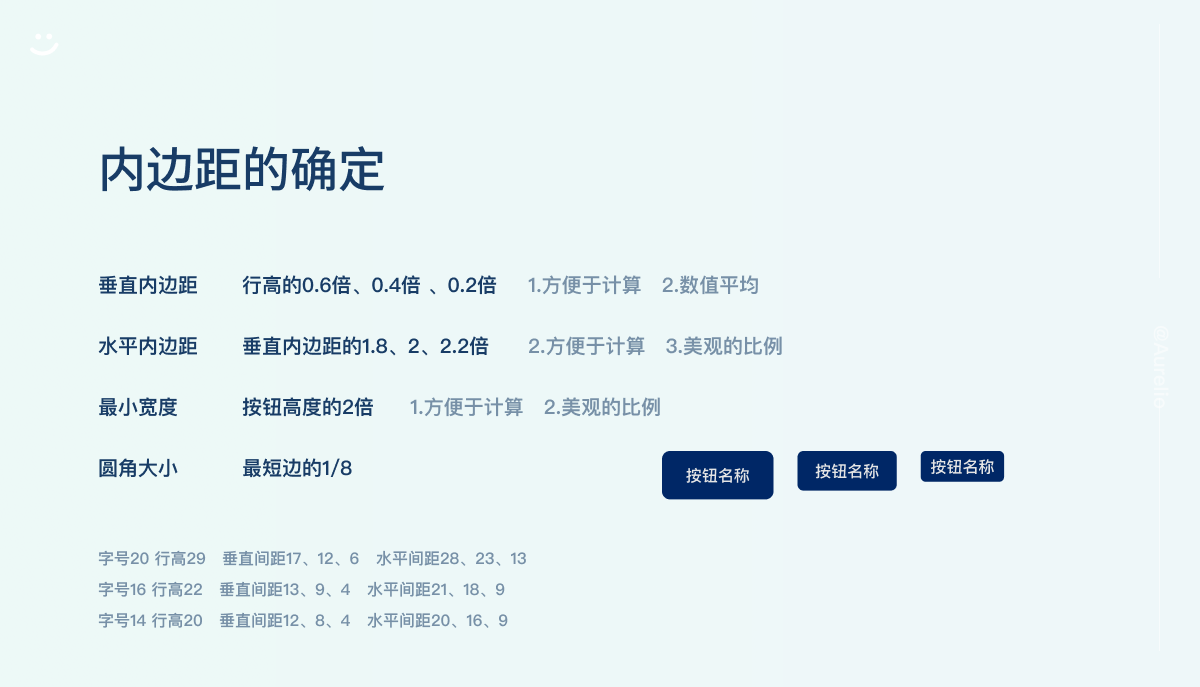 内边距的确定
垂直内边距 行高的0.6倍、0.4倍 、0.2倍 1.方便于计算 2.数值平均
水平内边距 垂直内边距的1.8、2、2.2倍 2.方便于计算 3.美观的比例
最小宽度 按钮高度的2倍 1.方便于计算 2.美观的比例
圆角大小 最短边的1/8
按钮名称 按钮名称 按钮名称
字号20 行高29 垂直间距17、12、6 水平间距28、23、13
字号16 行高22 垂直间距13、9、4 水平间距21、18、9
字号14 行高20 垂直间距12、8、4 水平间距20、16、9
@Aurelio